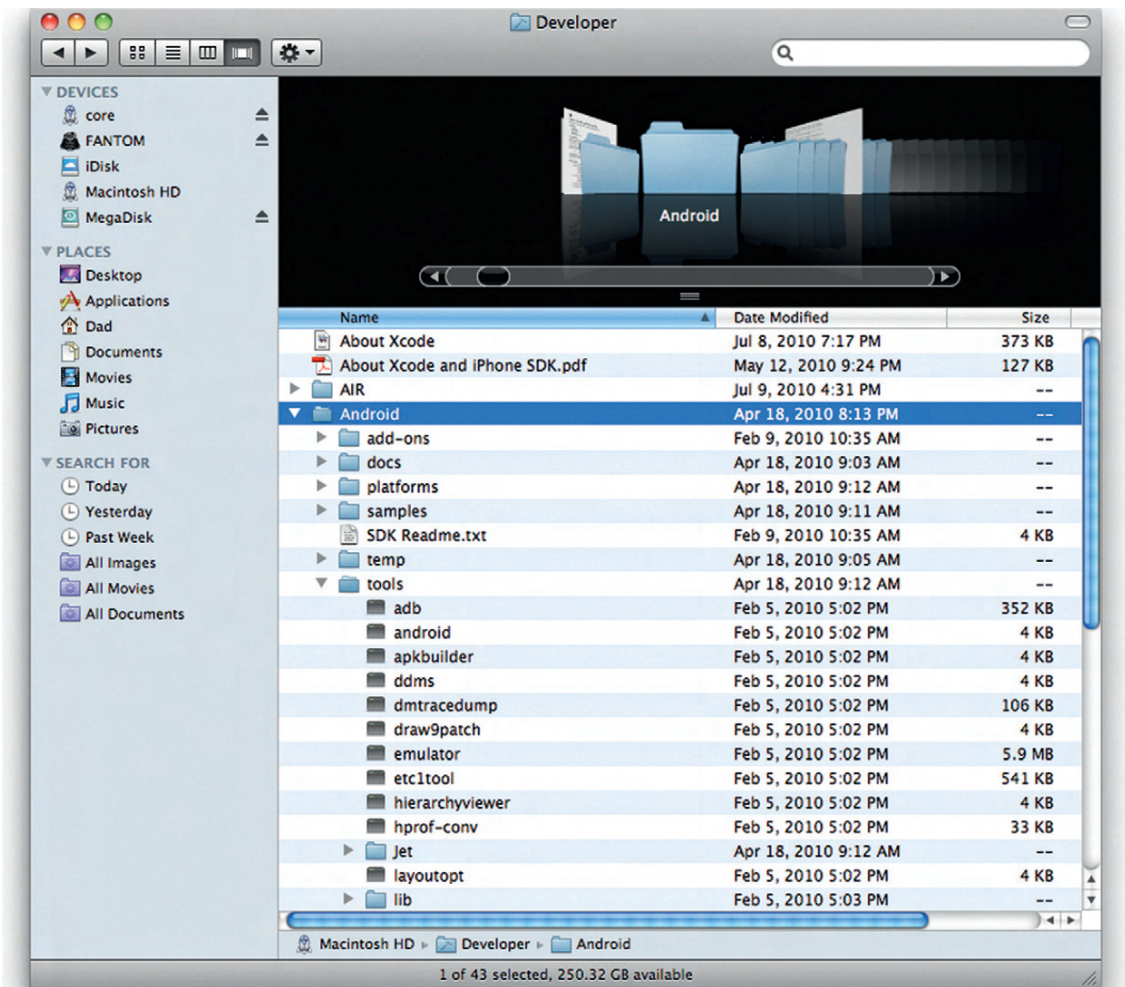 Developer
DEVICES
core
FANTOM
iDisk
Macintosh HD
MegaDisk
PLACES
Desktop
Applications
Dad
Documents
Movies
Music
Pictures
SEARCH FOR
Today
Yesterday
Past Week
All Images
All Movies
All Documents
Android
Name Date Modified Size
About Xcode Jul 8, 2010 7:17 PM 373 KB
About Xcode and iPhone SDK.pdf May 12, 2010 9:24 PM 127 KB
AIR Jul 9, 2010 4:31 PM --
Android Apr 18, 2010 8:13 PM --
add-ons Feb 9, 2010 10:35 AM --
docs Apr 18, 2010 9:03 AM --
platforms Apr 18, 2010 9:12 AM --
samples Apr 18, 2010 9:11 AM --
SDK Readme.txt Feb 9, 2010 10:35 AM 4 KB
temp Apr 18, 2010 9:05 AM --
tools Apr 18, 2010 9:12 AM --
adb Feb 5, 2010 5:02 PM 352 KB
android Feb 5, 2010 5:02 PM 4 KB
apkbuilder Feb 5, 2010 5:02 PM 4 KB
ddms Feb 5, 2010 5:02 PM 4 KB
dmtracedump Feb 5, 2010 5:02 PM 106 KB
draw9patch Feb 5, 2010 5:02 PM 4 KB
emulator Feb 5, 2010 5:02 PM 5.9 MB
etc1tool Feb 5, 2010 5:02 PM 541 KB
hierarchyviewer Feb 5, 2010 5:02 PM 4 KB
hprof-conv Feb 5, 2010 5:02 PM 33 KB
Jet Apr 18, 2010 9:12 AM --
layoutopt Feb 5, 2010 5:02 PM 4 KB
lib Feb 5, 2010 5:03 PM --
Macintosh HD Developer Android
1 of 43 selected, 250.32 GB available